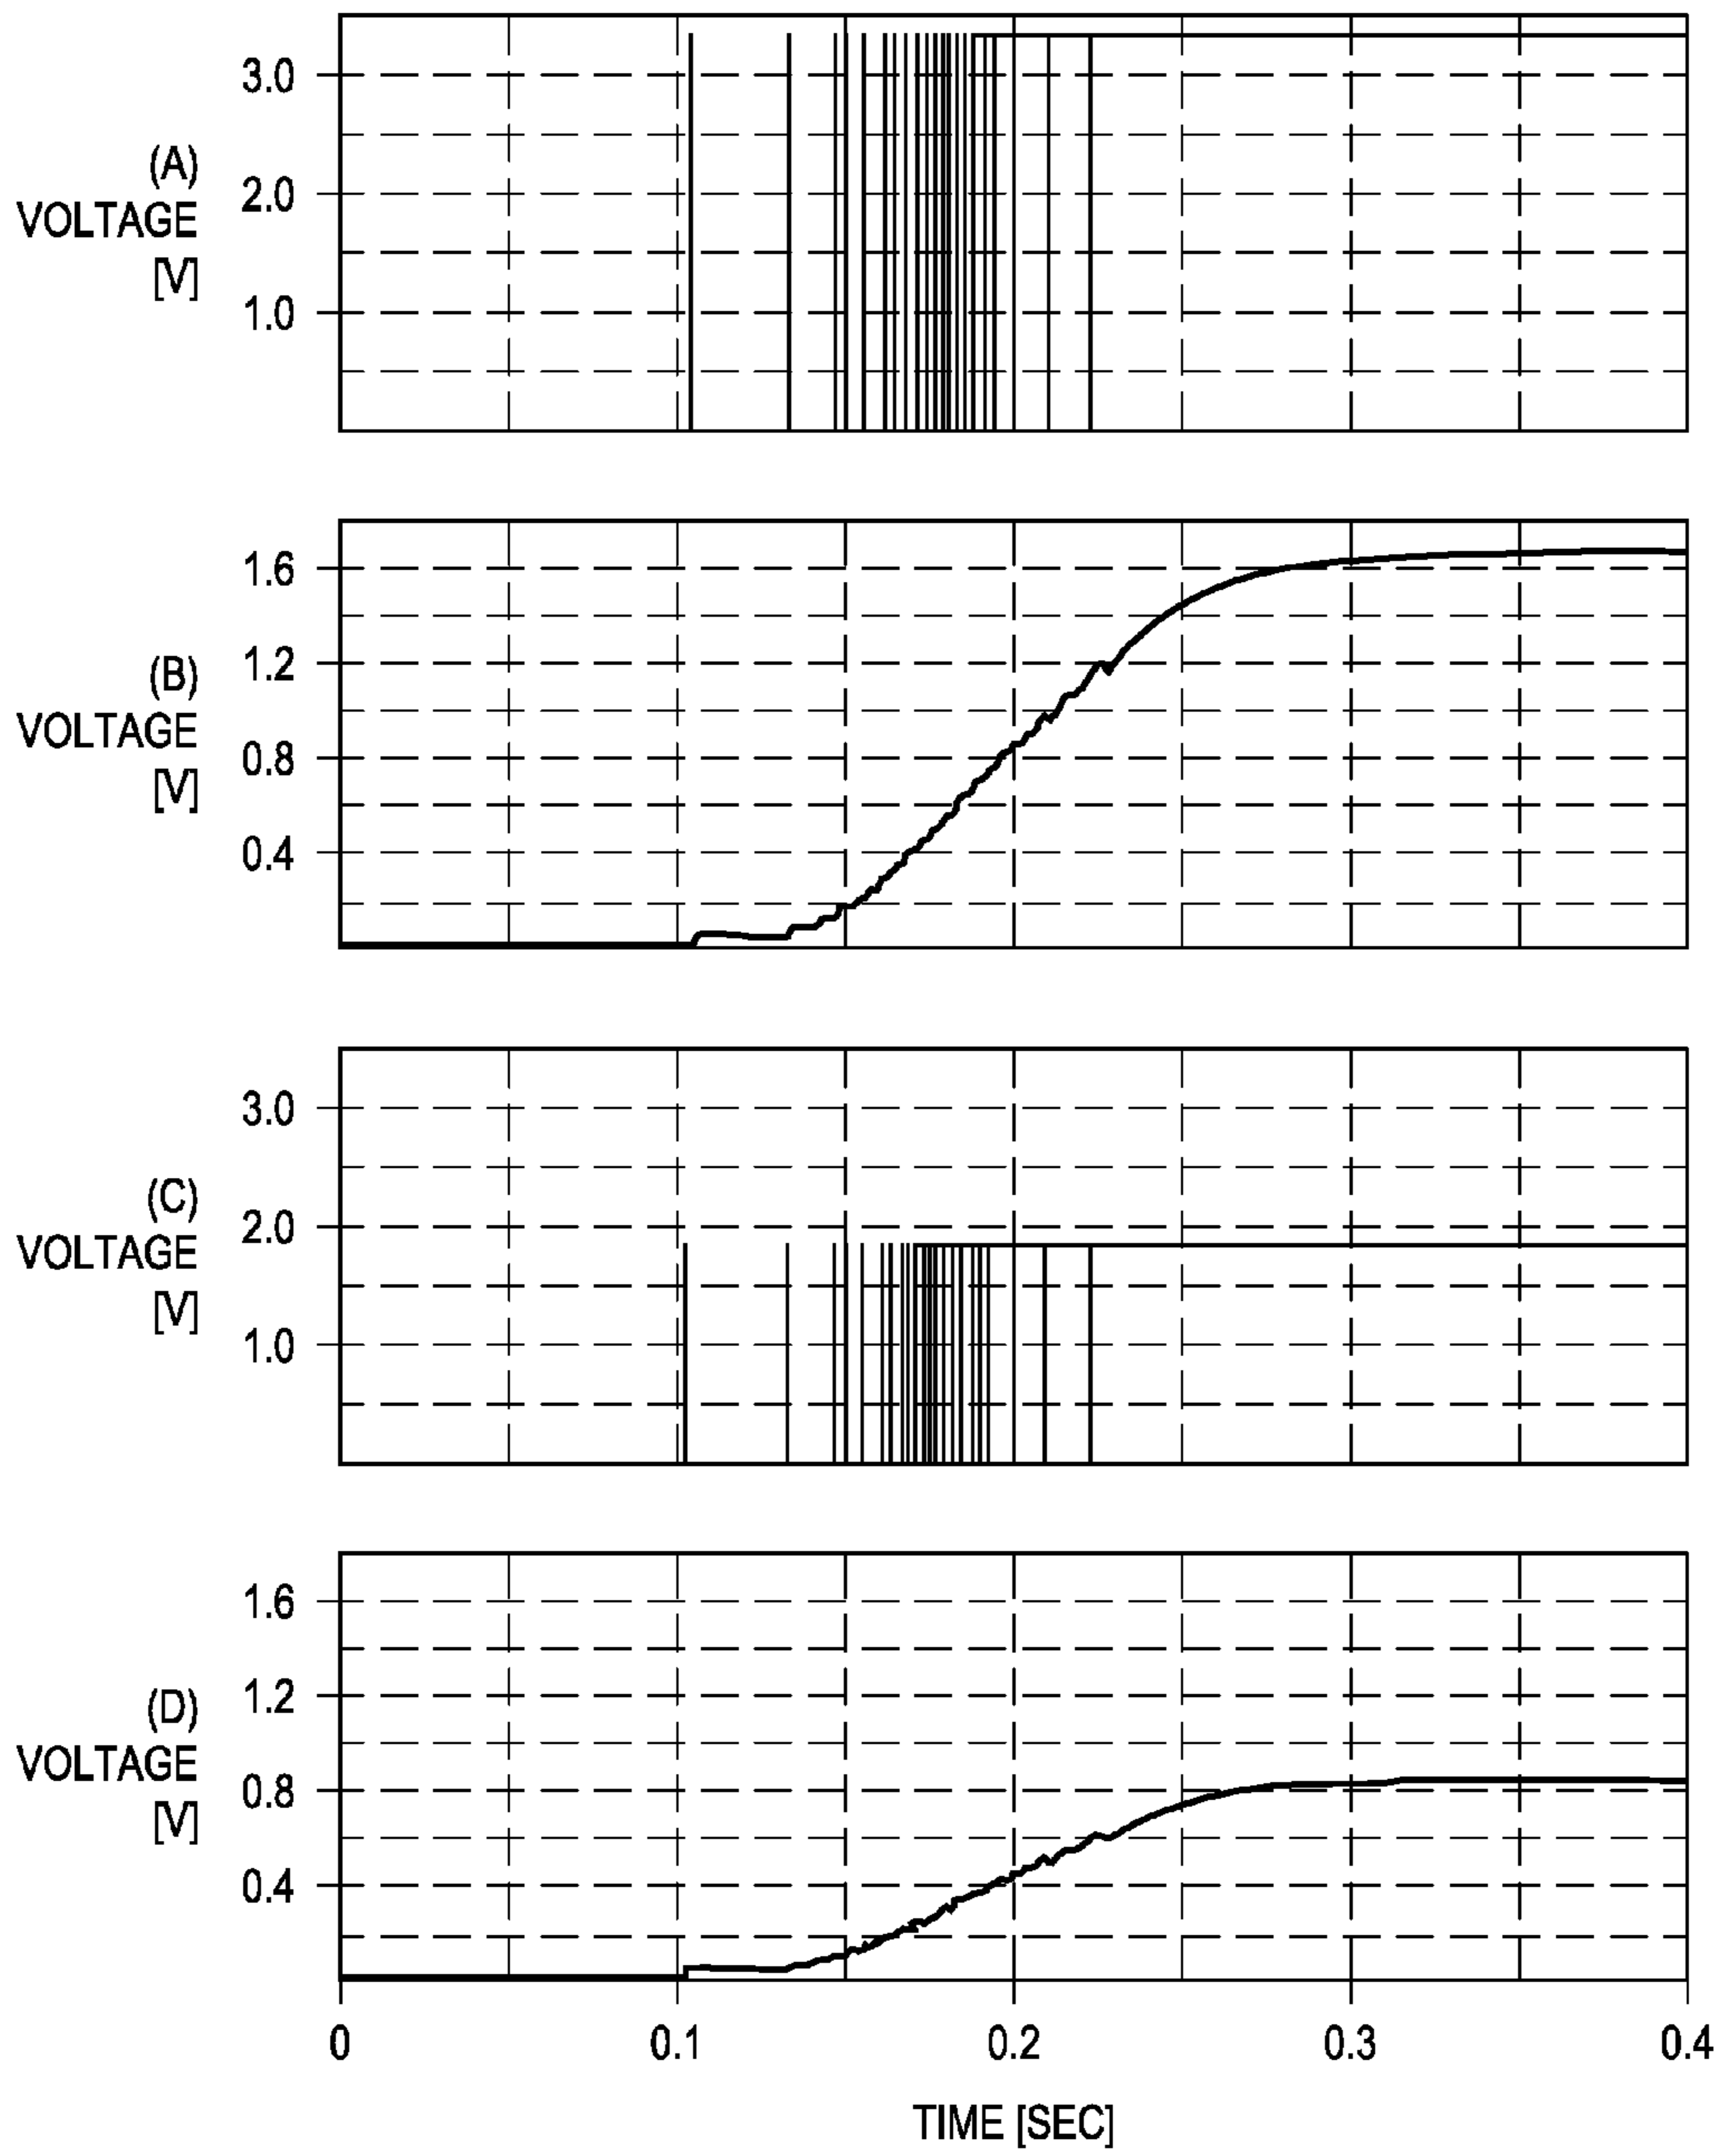 3.0
(A)
2.0
VOLTAGE
[V]
1.0
1.6
1.2
(B)
VOLTAGE
0.8
[V]
0.4
3.0
(C)
2.0
VOLTAGE
[V]
1.0
1.6
1.2
(D)
VOLTAGE
0.8
[V]
0.4
0 0.1 0.2 0.3 0.4
TIME [SEC]